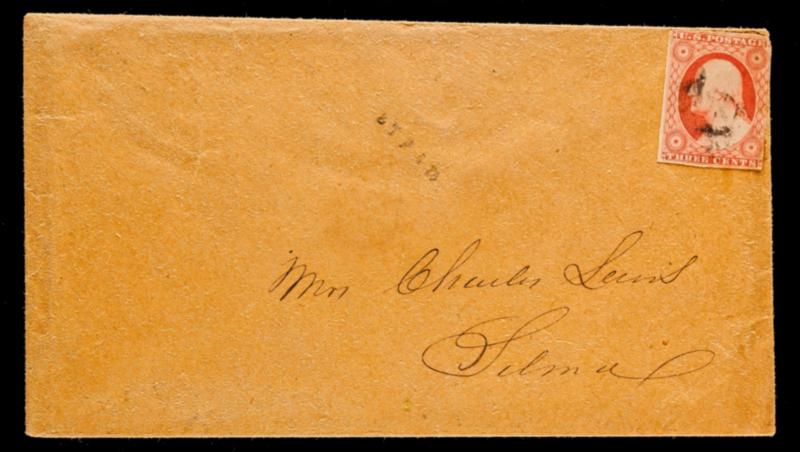 U.S. POSTAGE
THREE CENTS
Mrs Charles Lewis
Selma